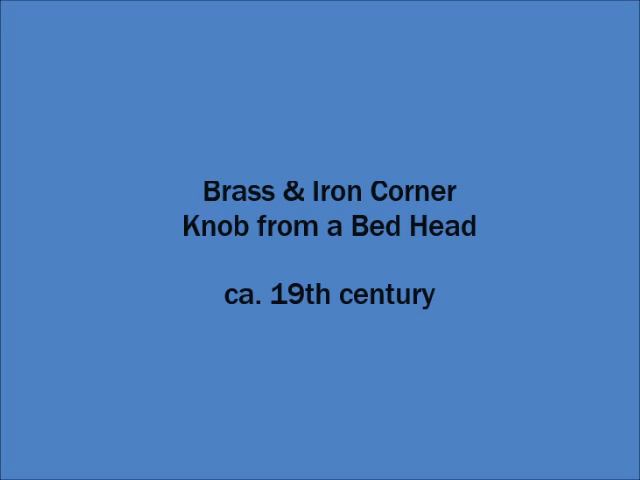 Brass & Iron Corner
Knob from a Bed Head
ca. 19th century